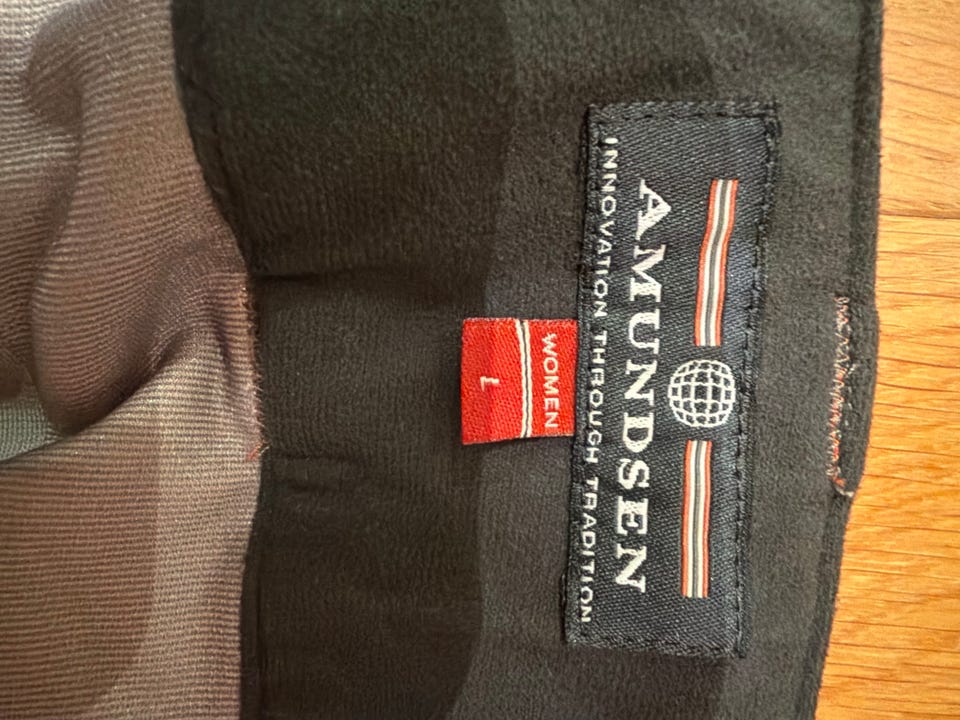 AMUNDSEN
INNOVATION THROUGH TRADITION
WOMEN
L